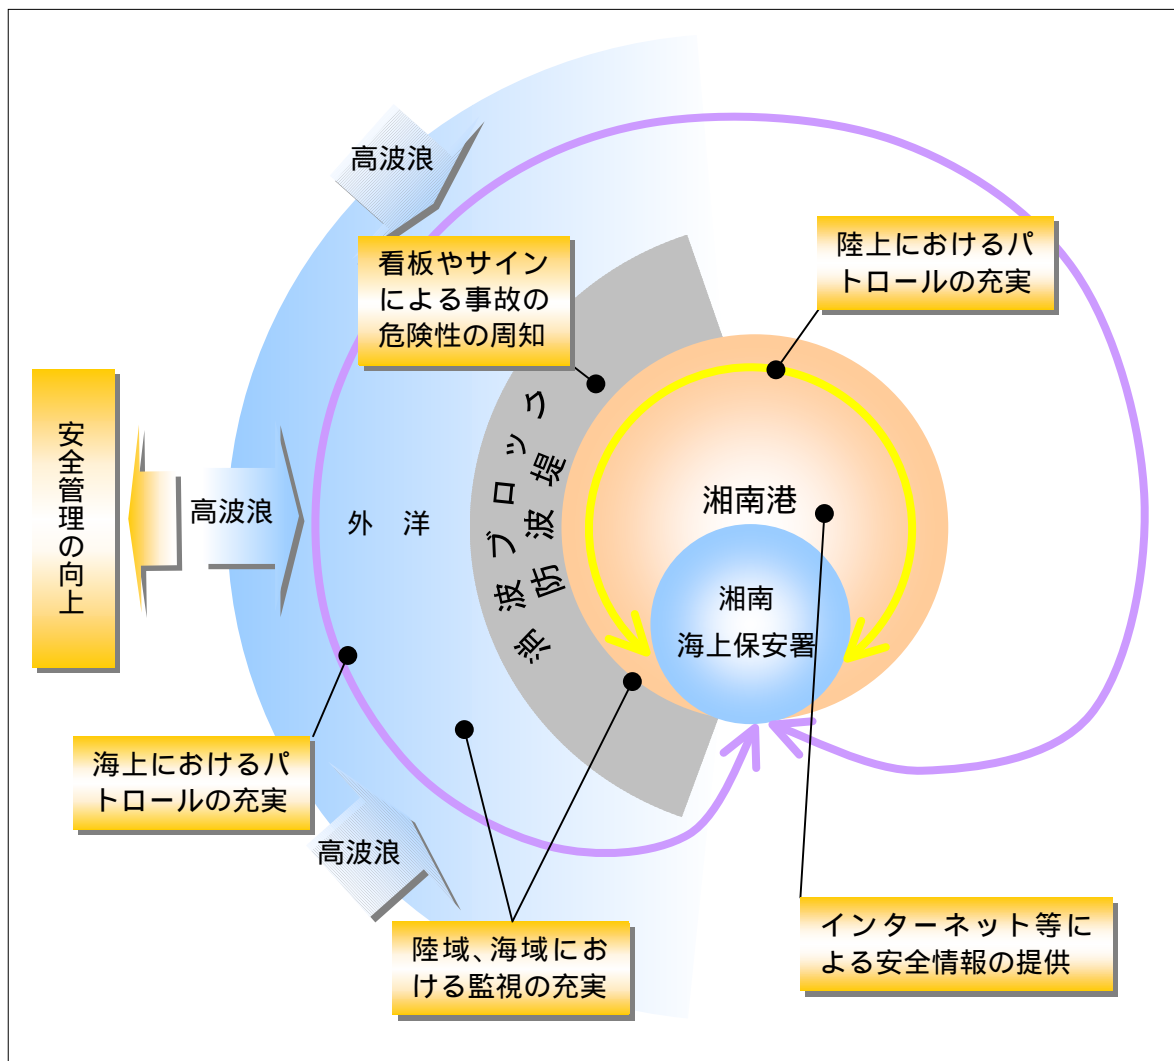 高波浪
看板やサイン
による事故の
危険性の周知
陸上におけるパ
トロールの充実
安全管理の向上
高波浪
外 洋
消波ブロック
防波堤
湘南港
湘南
海上保安署
海上におけるパ
トロールの充実
高波浪
陸域、海域にお
ける監視の充実
インターネット等に
よる安全情報の提供